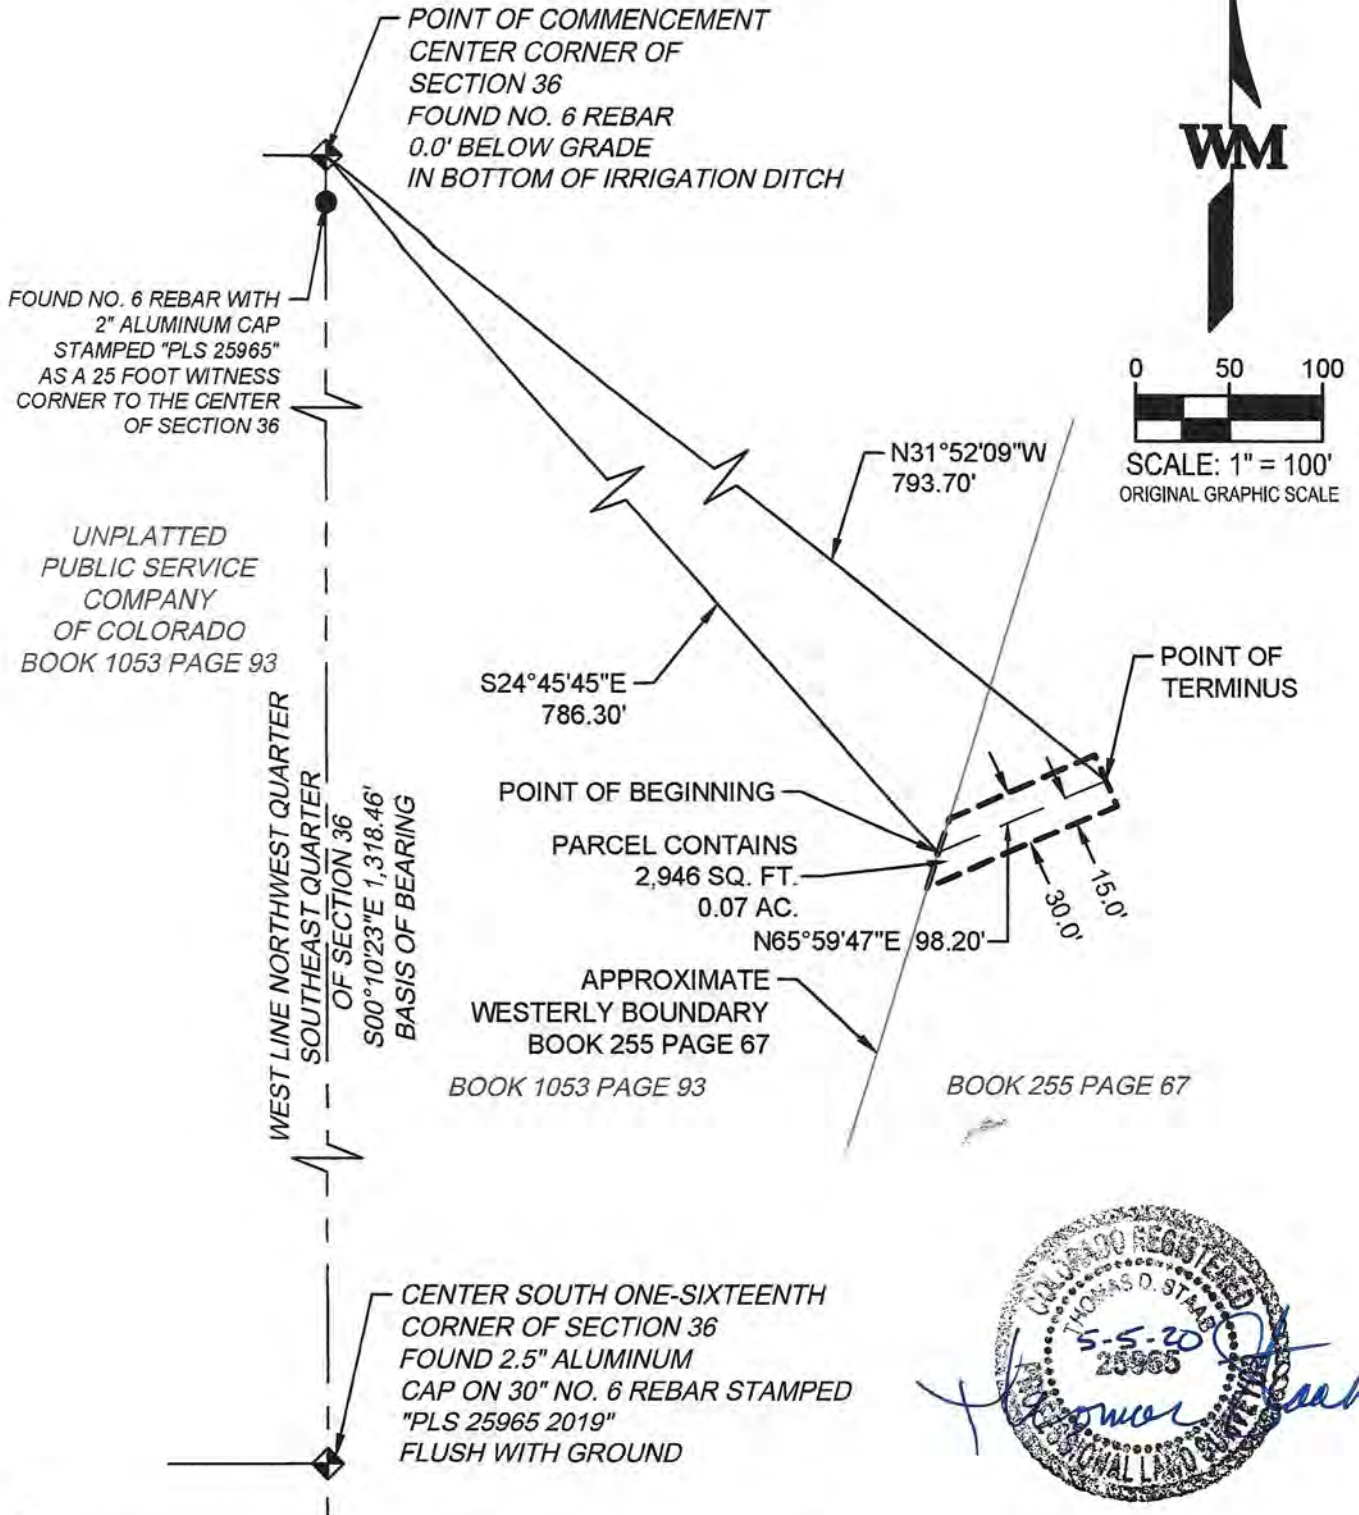 POINT OF COMMENCEMENT
CENTER CORNER OF
SECTION 36
FOUND NO. 6 REBAR
0.0' BELOW GRADE
IN BOTTOM OF IRRIGATION DITCH
WM
0 50 100
SCALE: 1" = 100'
ORIGINAL GRAPHIC SCALE
FOUND NO. 6 REBAR WITH
2" ALUMINUM CAP
STAMPED "PLS 25965"
AS A 25 FOOT WITNESS
CORNER TO THE CENTER
OF SECTION 36
N31°52'09"W
793.70'
UNPLATTED
PUBLIC SERVICE
COMPANY
OF COLORADO
BOOK 1053 PAGE 93
S24°45'45"E
786.30'
POINT OF
TERMINUS
WEST LINE NORTHWEST QUARTER
SOUTHEAST QUARTER
OF SECTION 36
S00°10'23"E 1,318.46'
BASIS OF BEARING
POINT OF BEGINNING
PARCEL CONTAINS
2,946 SQ. FT.
0.07 AC.
15.0'
30.0'
N65°59'47"E 98.20'
APPROXIMATE
WESTERLY BOUNDARY
BOOK 255 PAGE 67
BOOK 1053 PAGE 93
BOOK 255 PAGE 67
CENTER SOUTH ONE-SIXTEENTH
CORNER OF SECTION 36
FOUND 2.5" ALUMINUM
CAP ON 30" NO. 6 REBAR STAMPED
"PLS 25965 2019"
FLUSH WITH GROUND
COLORADO REGISTERED
THOMAS D. STAAB
5-5-20
25965
Thomas Staab
PROFESSIONAL LAND SURVEYOR